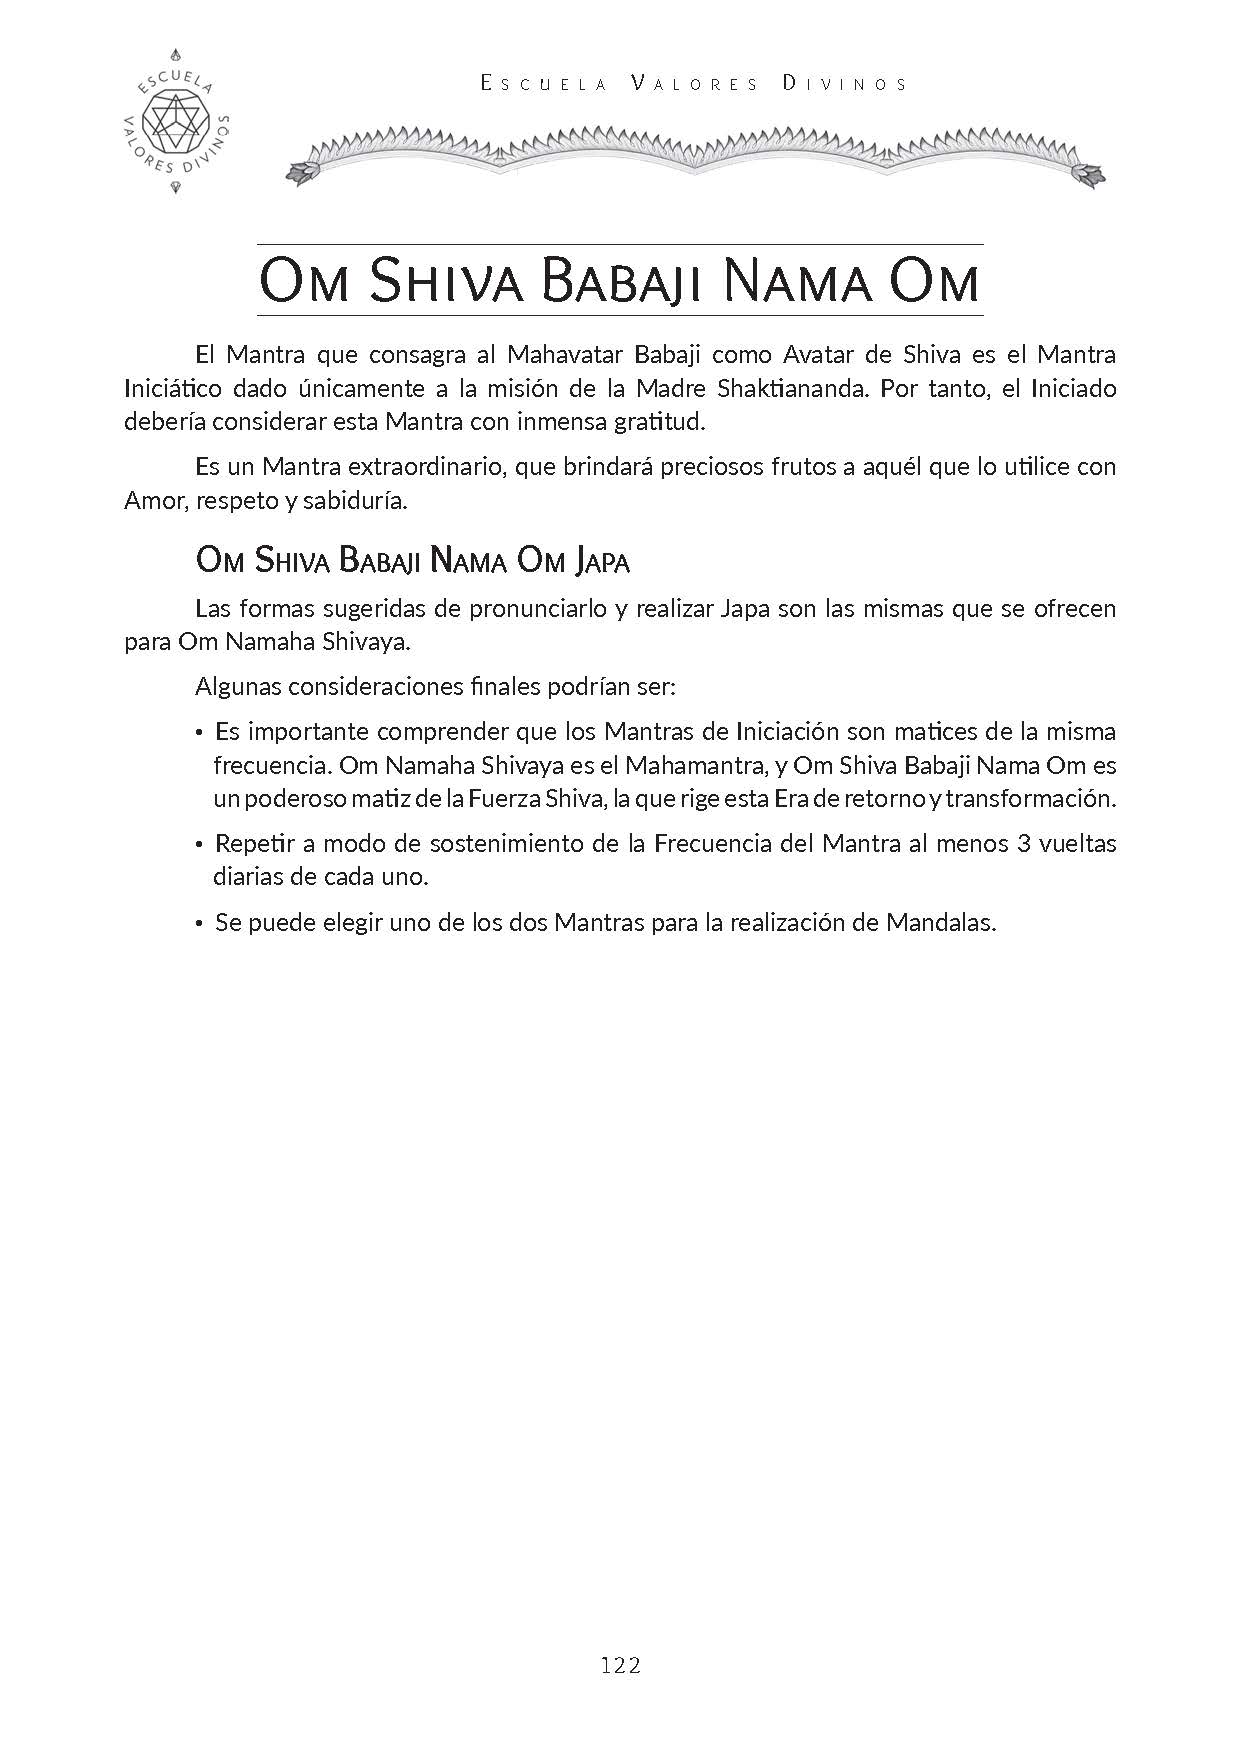 ESCUELA
VALORES DIVINOS
Escuela Valores Divinos
Om Shiva Babaji Nama Om
El Mantra que consagra al Mahavatar Babaji como Avatar de Shiva es el Mantra
Iniciático dado únicamente a la misión de la Madre Shaktiananda. Por tanto, el Iniciado
debería considerar esta Mantra con inmensa gratitud.
Es un Mantra extraordinario, que brindará preciosos frutos a aquél que lo utilice con
Amor, respeto y sabiduría.
Om Shiva Babaji Nama Om Japa
Las formas sugeridas de pronunciarlo y realizar Japa son las mismas que se ofrecen
para Om Namaha Shivaya.
Algunas consideraciones finales podrían ser:
• Es importante comprender que los Mantras de Iniciación son matices de la misma
frecuencia. Om Namaha Shivaya es el Mahamantra, y Om Shiva Babaji Nama Om es
un poderoso matiz de la Fuerza Shiva, la que rige esta Era de retorno y transformación.
• Repetir a modo de sostenimiento de la Frecuencia del Mantra al menos 3 vueltas
diarias de cada uno.
• Se puede elegir uno de los dos Mantras para la realización de Mandalas.
122